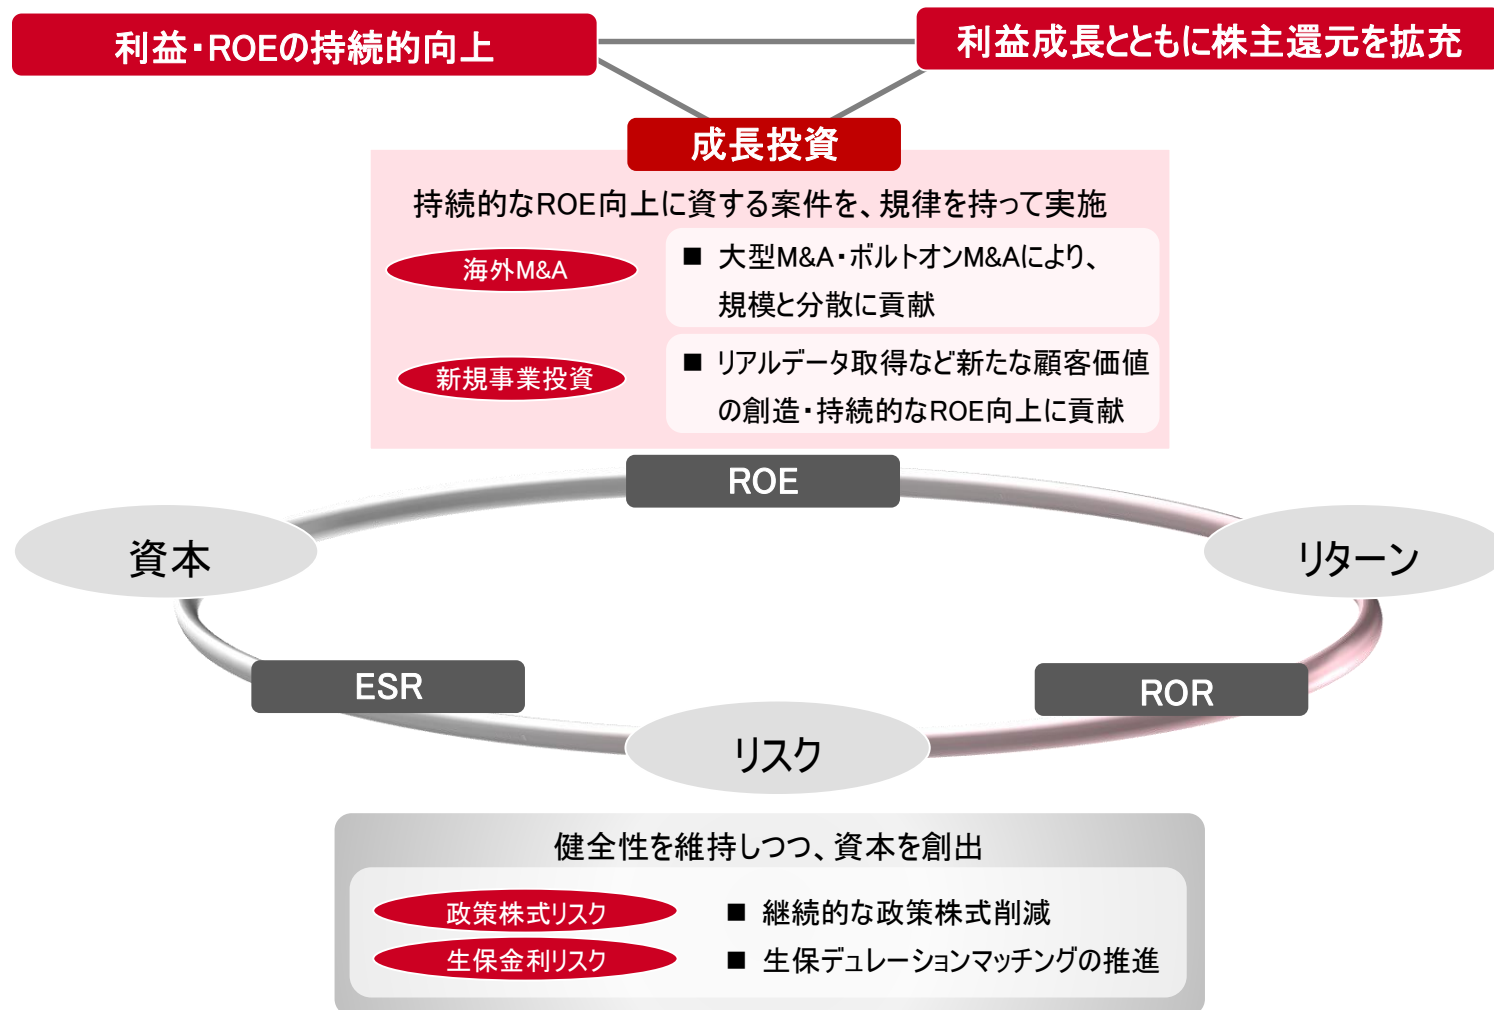 利益・ROEの持続的向上
利益成長とともに株主還元を拡充
成長投資
持続的なROE向上に資する案件を、規律を持って実施
海外M&A
■ 大型M&A・ボルトオンM&Aにより、
規模と分散に貢献
新規事業投資
■ リアルデータ取得など新たな顧客価値
の創造・持続的なROE向上に貢献
ROE
資本
リターン
ESR
ROR
リスク
健全性を維持しつつ、資本を創出
政策株式リスク
■ 継続的な政策株式削減
生保金利リスク
■ 生保デュレーションマッチングの推進